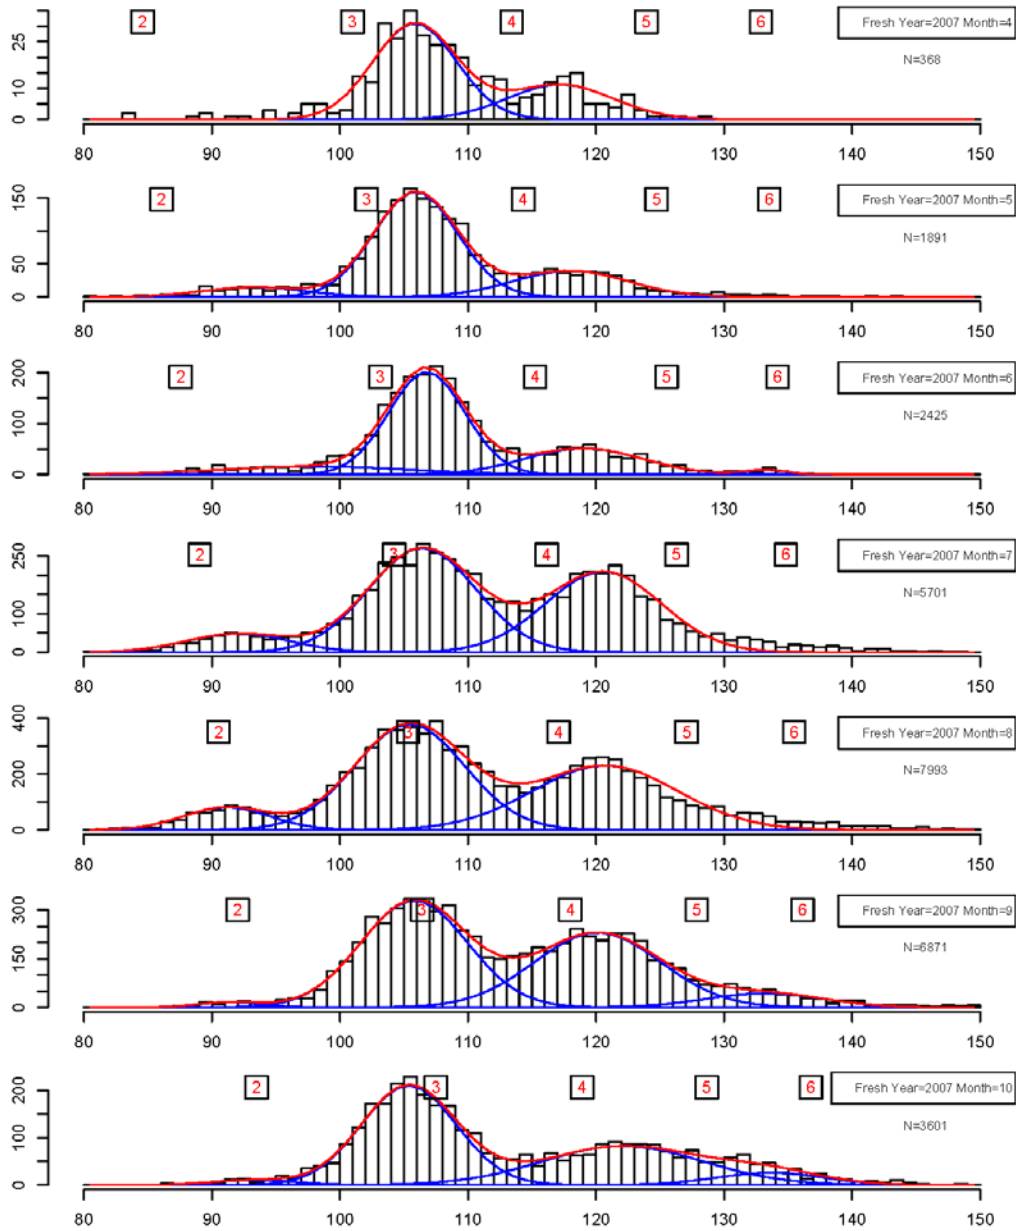 2 3 4 5 6 Fresh Year=2007 Month=4
N=368
25
10
0
80 90 100 110 120 130 140 150
2 3 4 5 6 Fresh Year=2007 Month=5
N=1891
150
50
0
80 90 100 110 120 130 140 150
2 3 4 5 6 Fresh Year=2007 Month=6
N=2425
200
100
0
80 90 100 110 120 130 140 150
2 3 4 5 6 Fresh Year=2007 Month=7
N=5701
250
100
0
80 90 100 110 120 130 140 150
2 3 4 5 6 Fresh Year=2007 Month=8
N=7993
400
200
0
80 90 100 110 120 130 140 150
2 3 4 5 6 Fresh Year=2007 Month=9
N=6871
300
150
0
80 90 100 110 120 130 140 150
2 3 4 5 6 Fresh Year=2007 Month=10
N=3601
200
100
0
80 90 100 110 120 130 140 150